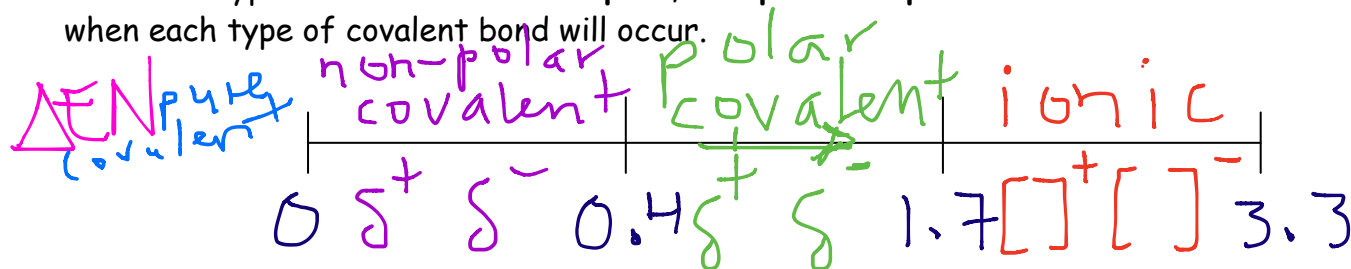 when each type of covalent bond will occur.
ΔEN
pure
covalent
non-polar
covalent
polar
covalent
ionic
0 δ⁺ δ⁻ 0.4 δ⁺ δ⁻ 1.7 [ ]⁺ [ ]⁻ 3.3